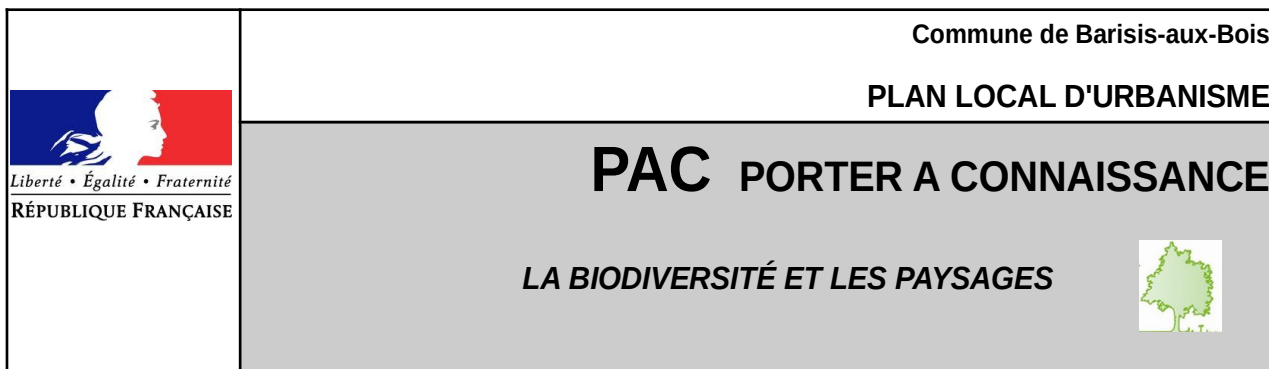 Commune de Barisis-aux-Bois
PLAN LOCAL D'URBANISME
Liberté • Égalité • Fraternité
RÉPUBLIQUE FRANÇAISE
PAC PORTER A CONNAISSANCE
LA BIODIVERSITÉ ET LES PAYSAGES